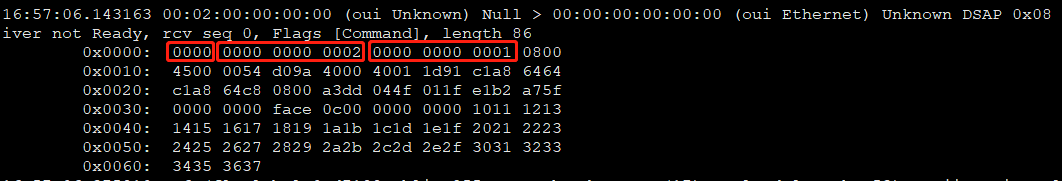 16:57:06.143163 00:02:00:00:00:00 (oui Unknown) Null > 00:00:00:00:00:00 (oui Ethernet) Unknown DSAP 0x08
iver not Ready, rcv seq 0, Flags [Command], length 86
0x0000: 0000 0000 0000 0002 0000 0000 0001 0800
0x0010: 4500 0054 d09a 4000 4001 1d91 c1a8 6464
0x0020: c1a8 64c8 0800 a3dd 044f 011f e1b2 a75f
0x0030: 0000 0000 face 0c00 0000 0000 1011 1213
0x0040: 1415 1617 1819 1a1b 1c1d 1e1f 2021 2223
0x0050: 2425 2627 2829 2a2b 2c2d 2e2f 3031 3233
0x0060: 3435 3637